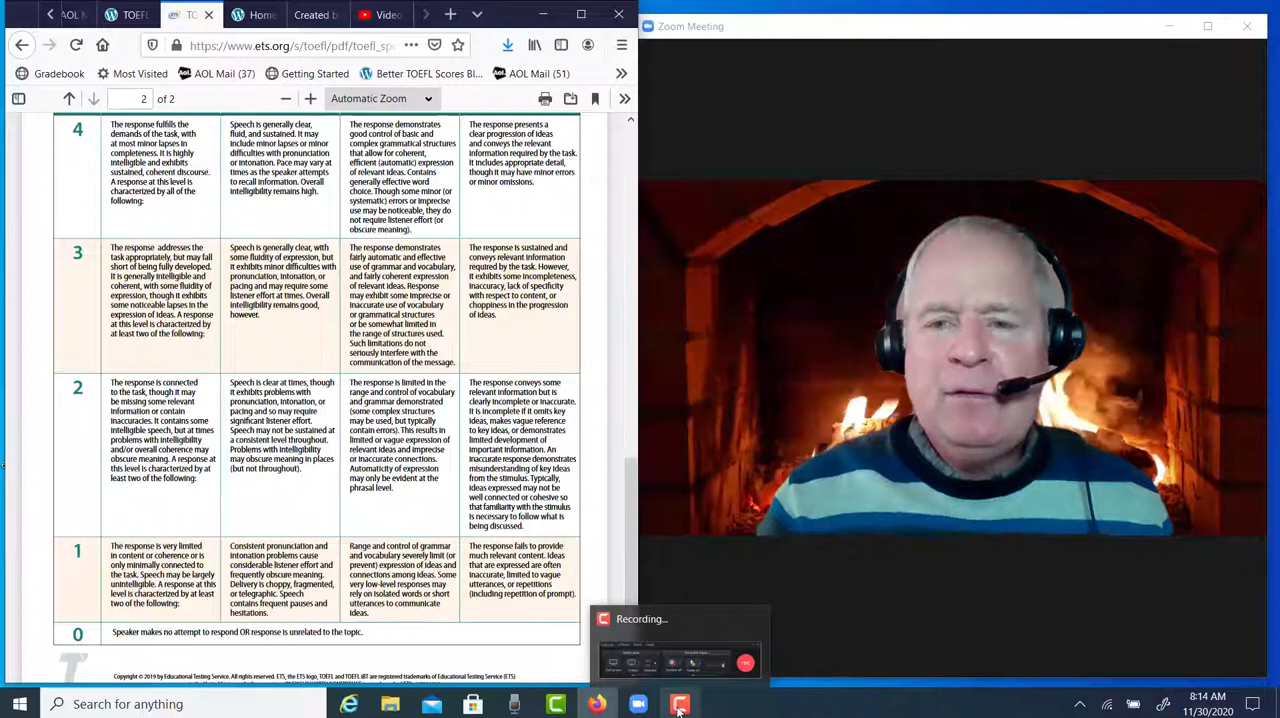 AOL M
TOEFL
TC
Home
Created by
Video
Zoom Meeting
https://www.ets.org/s/toefl/pdf/toefl_spe
Gradebook
Most Visited
AOL Mail (37)
Getting Started
Better TOEFL Scores Bl...
AOL Mail (51)
2 of 2
Automatic Zoom
4
The response fulfills the
demands of the task, with
at most minor lapses in
completeness. It is highly
intelligible and exhibits
sustained, coherent discourse.
A response at this level is
characterized by all of the
following:
Speech is generally clear,
fluid, and sustained. It may
include minor lapses or minor
difficulties with pronunciation
or intonation. Pace may vary at
times as the speaker attempts
to recall information. Overall
intelligibility remains high.
The response demonstrates
good control of basic and
complex grammatical structures
that allow for coherent,
efficient (automatic) expression
of relevant ideas. Contains
generally effective word
choice. Though some minor (or
systematic) errors or imprecise
use may be noticeable, they do
not require listener effort (or
obscure meaning).
The response presents a
clear progression of ideas
and conveys the relevant
information required by the task.
It includes appropriate detail,
though it may have minor errors
or minor omissions.
3
The response addresses the
task appropriately, but may fall
short of being fully developed.
It is generally intelligible and
coherent, with some fluidity of
expression, though it exhibits
some noticeable lapses in the
expression of ideas. A response
at this level is characterized by
at least two of the following:
Speech is generally clear, with
some fluidity of expression, but
it exhibits minor difficulties with
pronunciation, intonation, or
pacing and may require some
listener effort at times. Overall
intelligibility remains good,
however.
The response demonstrates
fairly automatic and effective
use of grammar and vocabulary,
and fairly coherent expression
of relevant ideas. Response
may exhibit some imprecise or
inaccurate use of vocabulary
or grammatical structures
or be somewhat limited in
the range of structures used.
Such limitations do not
seriously interfere with the
communication of the message.
The response is sustained and
conveys relevant information
required by the task. However,
it exhibits some incompleteness,
inaccuracy, lack of specificity
with respect to content, or
choppiness in the progression
of ideas.
2
The response is connected
to the task, though it may
be missing some relevant
information or contain
inaccuracies. It contains some
intelligible speech, but at times
problems with intelligibility
and/or overall coherence may
obscure meaning. A response at
this level is characterized by at
least two of the following:
Speech is clear at times, though
it exhibits problems with
pronunciation, intonation, or
pacing and so may require
significant listener effort.
Speech may not be sustained at
a consistent level throughout.
Problems with intelligibility
may obscure meaning in places
(but not throughout).
The response is limited in the
range and control of vocabulary
and grammar demonstrated
(some complex structures
may be used, but typically
contain errors). This results in
limited or vague expression of
relevant ideas and imprecise
or inaccurate connections.
Automaticity of expression
may only be evident at the
phrasal level.
The response conveys some
relevant information but is
clearly incomplete or inaccurate.
It is incomplete if it omits key
ideas, makes vague reference
to key ideas, or demonstrates
limited development of
important information. An
inaccurate response demonstrates
misunderstanding of key ideas
from the stimulus. Typically,
ideas expressed may not be
well connected or cohesive so
that familiarity with the stimulus
is necessary to follow what is
being discussed.
1
The response is very limited
in content or coherence or is
only minimally connected to
the task. Speech may be largely
unintelligible. A response at this
level is characterized by at least
two of the following:
Consistent pronunciation and
intonation problems cause
considerable listener effort and
frequently obscure meaning.
Delivery is choppy, fragmented,
or telegraphic. Speech
contains frequent pauses and
hesitations.
Range and control of grammar
and vocabulary severely limit (or
prevent) expression of ideas and
connections among ideas. Some
very low-level responses may
rely on isolated words or short
utterances to communicate
ideas.
The response fails to provide
much relevant content. Ideas
that are expressed are often
inaccurate, limited to vague
utterances, or repetitions
(including repetition of prompt).
0
Speaker makes no attempt to respond OR response is unrelated to the topic.
Copyright © 2019 by Educational Testing Service. ETS, the ETS logo, TOEFL and TOEFL iBT are registered trademarks of Educational Testing Service (ETS)
Recording...
rec
Search for anything
8:14 AM
11/30/2020